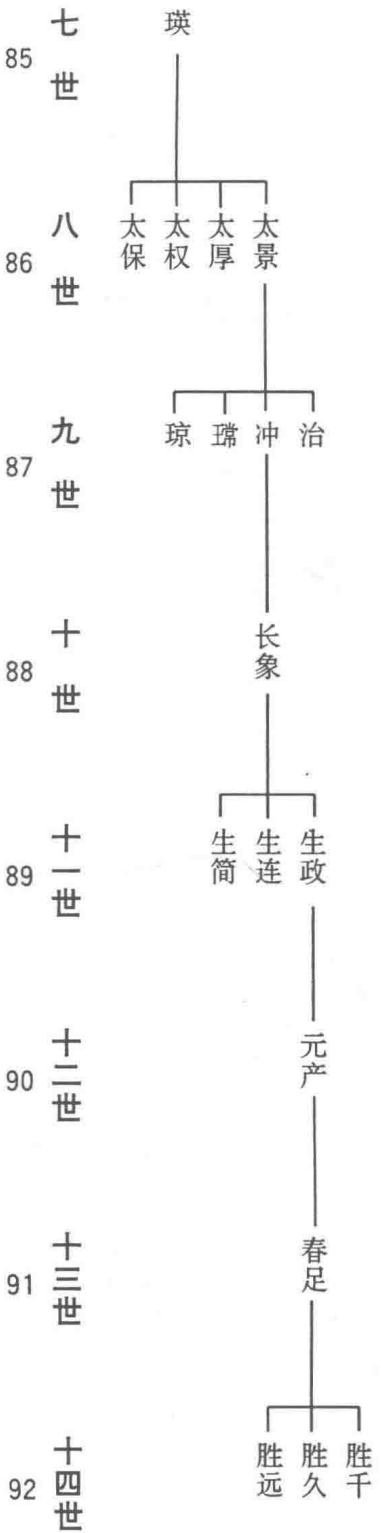 85 七世 瑛
86 八世 太保 太权 太厚 太景
87 九世 琼 瑺 冲 治
88 十世 长象
89 十一世 生简 生连 生政
90 十二世 元产
91 十三世 春足
92 十四世 胜远 胜久 胜千